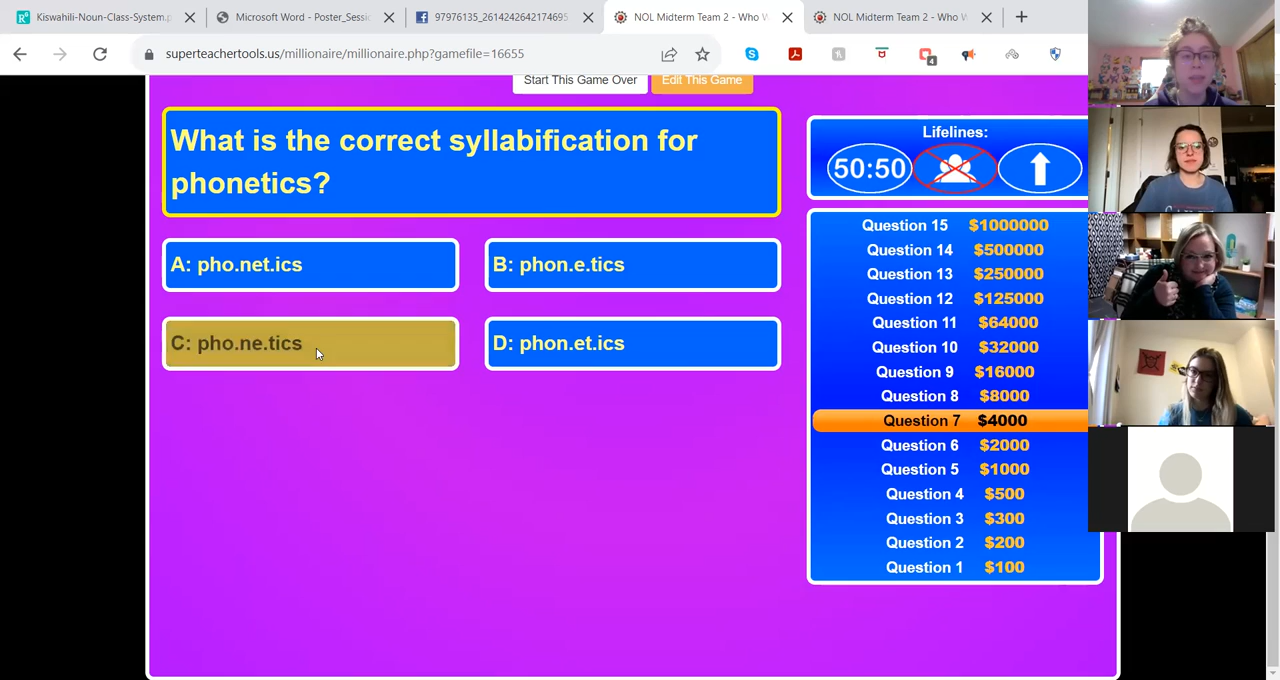 Kiswahili-Noun-Class-System.p
Microsoft Word - Poster_Sessi
97976135_2614242642174695
NOL Midterm Team 2 - Who W
NOL Midterm Team 2 - Who W
superteachertools.us/millionaire/millionaire.php?gamefile=16655
4
Start This Game Over
Edit This Game
What is the correct syllabification for
phonetics?
A: pho.net.ics
B: phon.e.tics
C: pho.ne.tics
D: phon.et.ics
Lifelines:
50:50
Question 15 $1000000
Question 14 $500000
Question 13 $250000
Question 12 $125000
Question 11 $64000
Question 10 $32000
Question 9 $16000
Question 8 $8000
Question 7 $4000
Question 6 $2000
Question 5 $1000
Question 4 $500
Question 3 $300
Question 2 $200
Question 1 $100